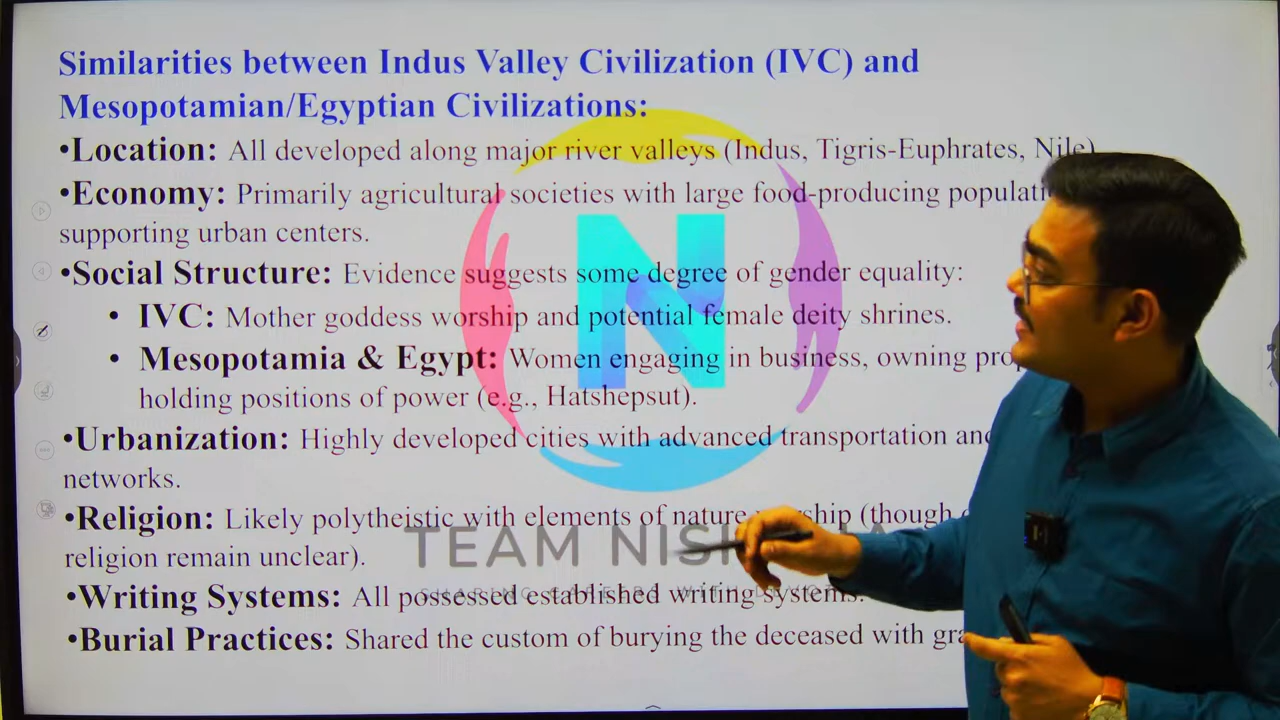 Similarities between Indus Valley Civilization (IVC) and
Mesopotamian/Egyptian Civilizations:
•Location: All developed along major river valleys (Indus, Tigris-Euphrates, Nile)
•Economy: Primarily agricultural societies with large food-producing
supporting urban centers.
•Social Structure: Evidence suggests some degree of gender equality:
• IVC: Mother goddess worship and potential female deity shrines.
• Mesopotamia & Egypt: Women engaging in business, owning
holding positions of power (e.g., Hatshepsut).
•Urbanization: Highly developed cities with advanced transportation
networks.
•Religion: Likely polytheistic with elements of nature (though
religion remain unclear).
TEAM
•Writing Systems: All possessed established writing systems.
•Burial Practices: Shared the custom of burying the deceased with